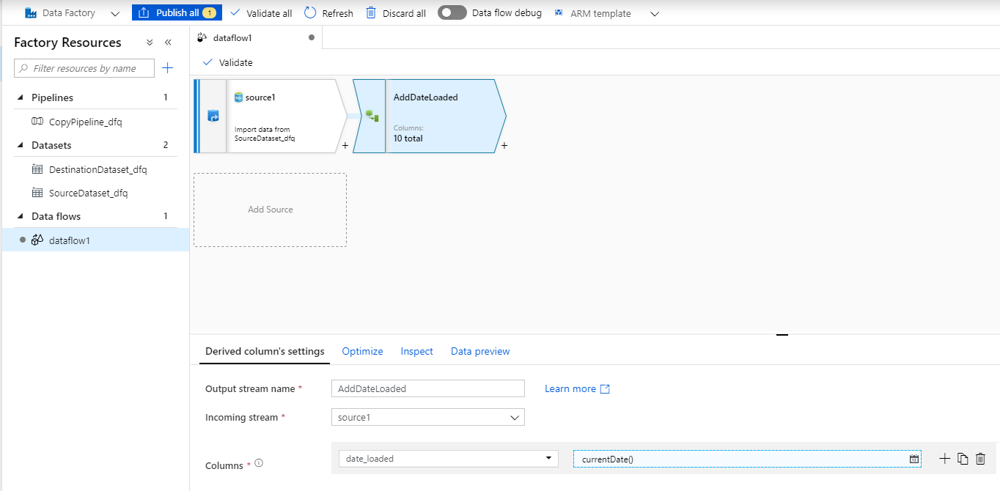 Data Factory
Publish all 1
Validate all
Refresh
Discard all
Data flow debug
ARM template
Factory Resources
Filter resources by name
Pipelines 1
CopyPipeline_dfq
Datasets 2
DestinationDataset_dfq
SourceDataset_dfq
Data flows 1
dataflow1
dataflow1
Validate
source1
Import data from
SourceDataset_dfq
AddDateLoaded
Columns:
10 total
Add Source
Derived column's settings
Optimize
Inspect
Data preview
Output stream name *
AddDateLoaded
Learn more
Incoming stream *
source1
Columns *
date_loaded
currentDate()